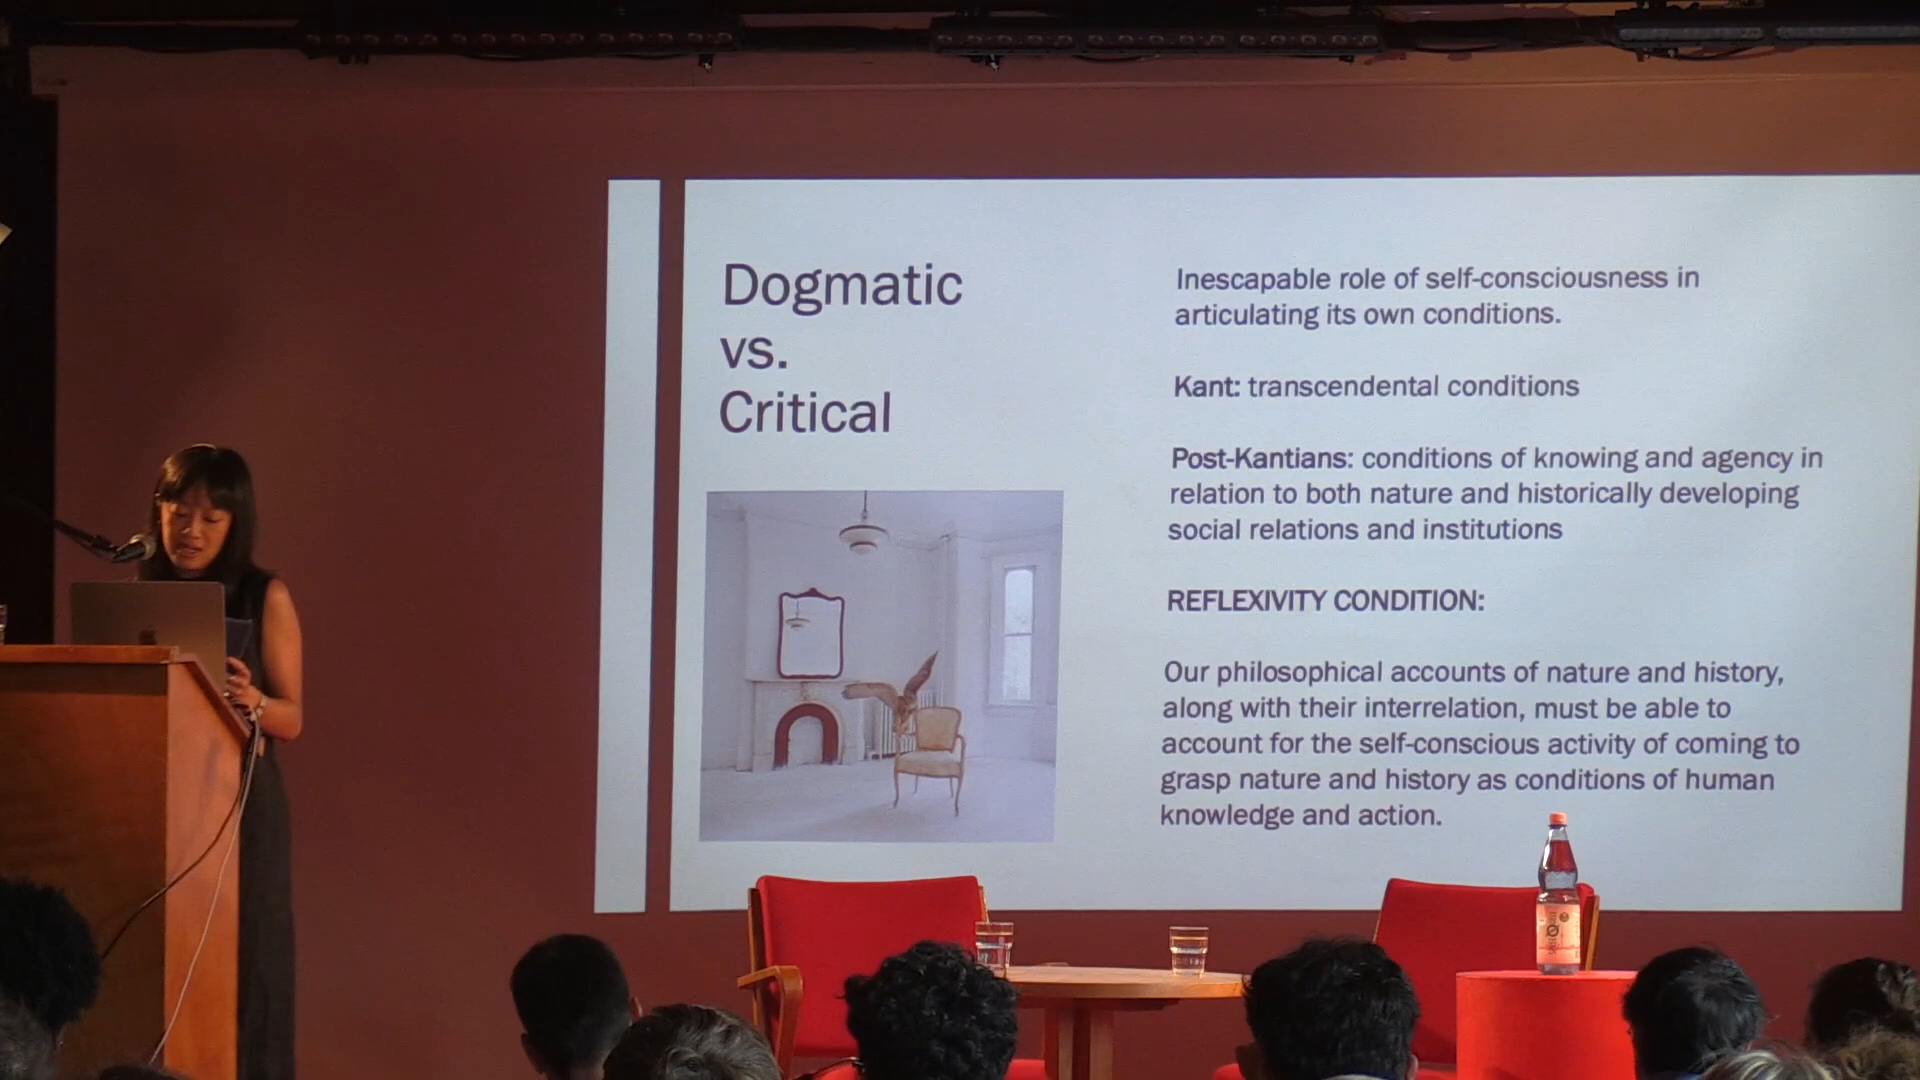 Dogmatic
vs.
Critical
Inescapable role of self-consciousness in
articulating its own conditions.
Kant: transcendental conditions
Post-Kantians: conditions of knowing and agency in
relation to both nature and historically developing
social relations and institutions
REFLEXIVITY CONDITION:
Our philosophical accounts of nature and history,
along with their interrelation, must be able to
account for the self-conscious activity of coming to
grasp nature and history as conditions of human
knowledge and action.